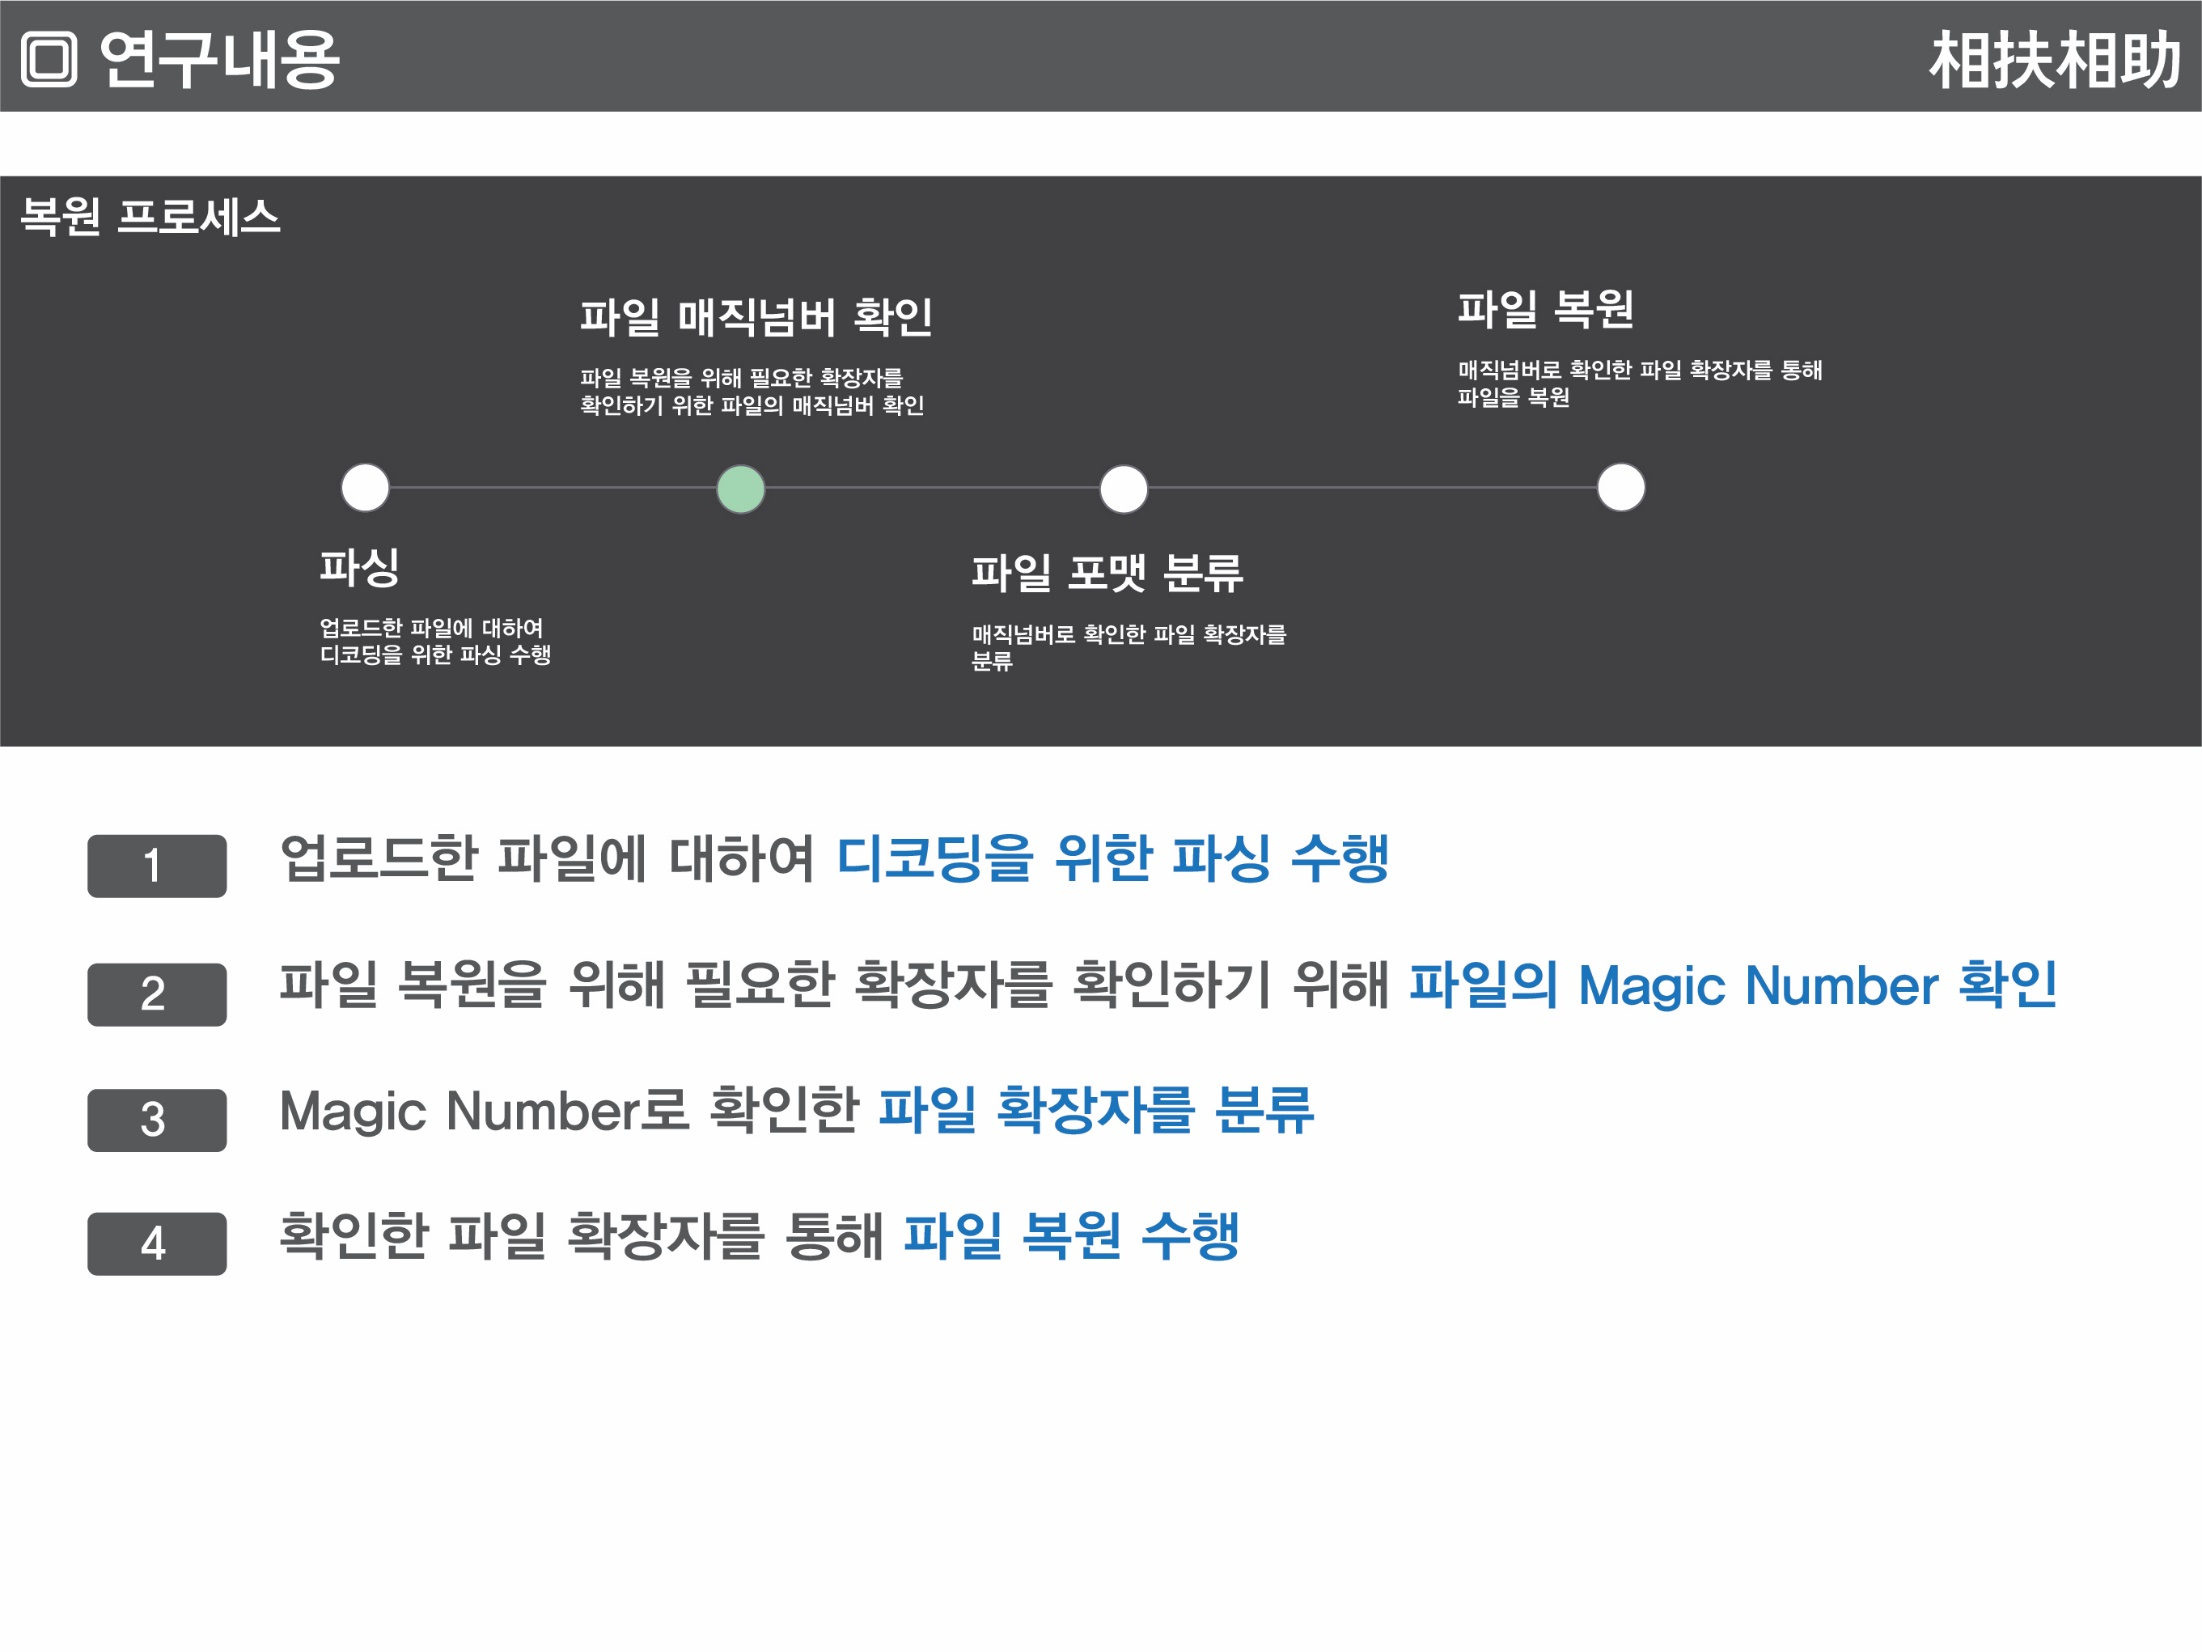 연구내용
相扶相助
복원 프로세스
파일 매직넘버 확인
파일 복원을 위해 필요한 확장자를
확인하기 위한 파일의 매직넘버 확인
파일 복원
매직넘버로 확인한 파일 확장자를 통해
파일을 복원
파싱
업로드한 파일에 대하여
디코딩을 위한 파싱 수행
파일 포맷 분류
매직넘버로 확인한 파일 확장자를
분류
1 업로드한 파일에 대하여 디코딩을 위한 파싱 수행
2 파일 복원을 위해 필요한 확장자를 확인하기 위해 파일의 Magic Number 확인
3 Magic Number로 확인한 파일 확장자를 분류
4 확인한 파일 확장자를 통해 파일 복원 수행